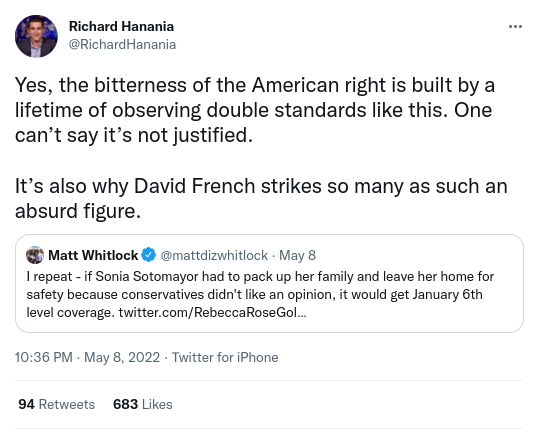 Richard Hanania
@RichardHanania
Yes, the bitterness of the American right is built by a
lifetime of observing double standards like this. One
can’t say it’s not justified.
It’s also why David French strikes so many as such an
absurd figure.
Matt Whitlock @mattdizwhitlock · May 8
I repeat - if Sonia Sotomayor had to pack up her family and leave her home for
safety because conservatives didn't like an opinion, it would get January 6th
level coverage. twitter.com/RebeccaRoseGol...
10:36 PM · May 8, 2022 · Twitter for iPhone
94 Retweets 683 Likes